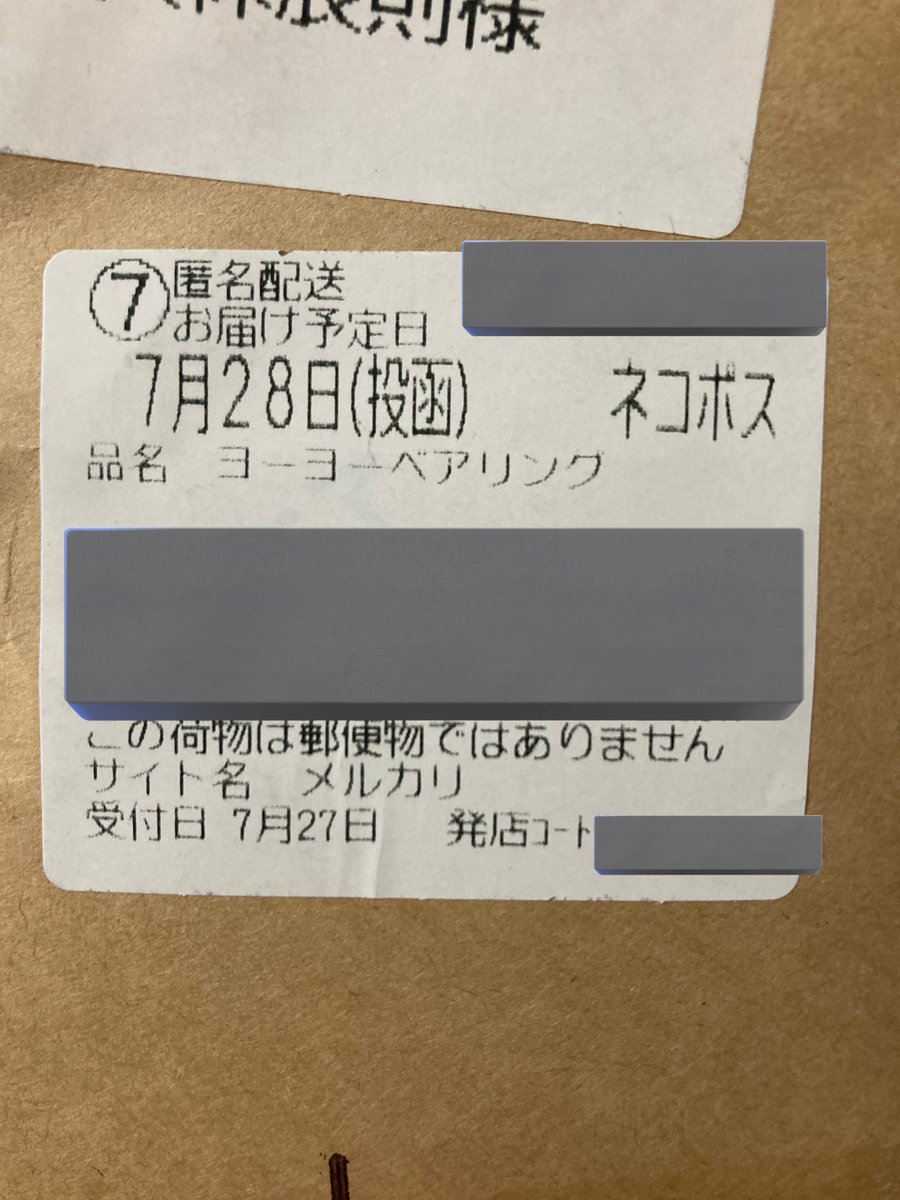 則様
⑦ 匿名配送
お届け予定日
7月28日(投函) ネコポス
品名 ヨーヨーベアリング
この荷物は郵便物ではありません
サイト名 メルカリ
受付日 7月27日 発店コート